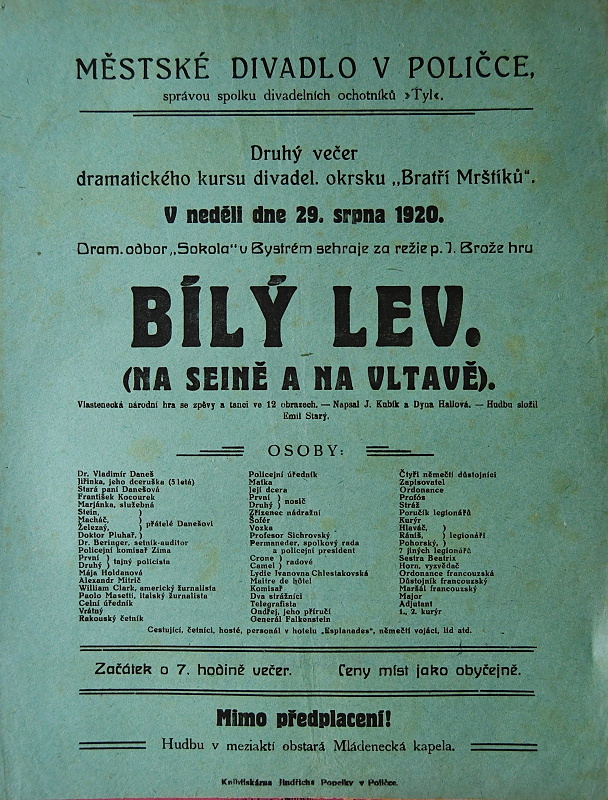 MĚSTSKÉ DIVADLO V POLIČCE,
správou spolku divadelních ochotníků »Tyl«.
Druhý večer
dramatického kursu divadel. okrsku „Bratří Mrštíků“.
V neděli dne 29. srpna 1920.
Dram. odbor „Sokola“ v Bystrém sehraje za režie p. J. Brože hru
BÍLÝ LEV.
(NA SEINĚ A NA VLTAVĚ).
Vlastenecká národní hra se zpěvy a tanci ve 12 obrazech. — Napsal J. Kubík a Dyna Hallová. — Hudbu složil
Emil Starý.
OSOBY:
Dr. Vladimír Daneš
Jiřinka, jeho dceruška (5 letá)
Stará paní Danešová
František Kocourek
Marjánka, služebná
Stein,
Macháč,
Železný,
Doktor Pluhař,
} přátelé Danešovi
Dr. Beringer, setnik-auditor
Policejní komisař Zima
První
Druhý
} tajný policista
Mája Holdanová
Alexandr Mitrič
William Clark, americký žurnalista
Paolo Masetti, italský žurnalista
Celní úředník
Vrátný
Rakouský četník
Policejní úředník
Matka
Její dcera
První
Druhý
} nosič
Zřízenec nádražní
Šofér
Vozka
Profesor Sichrovský
Permaneder, spolkový rada
a policejní president
Crone
Camel
} radové
Lydie Ivanovna Chlestakovská
Maitre de hôtel
Komisař
Dva strážníci
Telegrafista
Ondřej, jeho přítel
Generál Falkenstein
Čtyři němečtí důstojníci
Zapisovatel
Ordonance
Profós
Stráž
Poručík legionářů
Kurýr
Hlaváč,
Rániš,
Pohorský,
} legionáři
7 jiných legionářů
Sestra Beatrix
Horn, vyzvědač
Ordonance francouzská
Důstojník francouzský
Maršál francouzský
Major
Adjutant
1., 2. kurýr
Cestující, četníci, hosté, personál v hotelu „Esplanades“, němečtí vojáci, lid atd.
Začátek o 7. hodině večer. Ceny míst jako obyčejně.
Mimo předplacení!
Hudbu v meziaktí obstará Mládenecká kapela.
Knihtiskárna Jindřicha Popelky v Poličce.